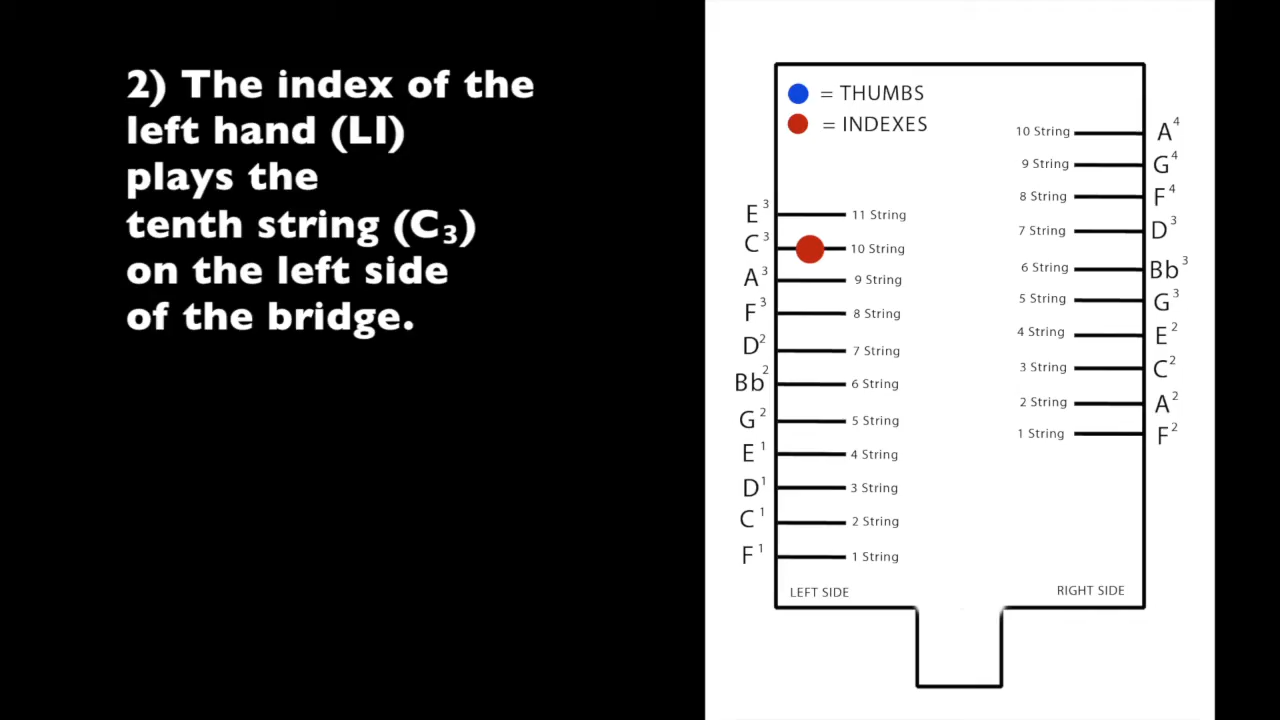 2) The index of the
left hand (LI)
plays the
tenth string (C₃)
on the left side
of the bridge.
= THUMBS
= INDEXES
E³ 11 String
C³ 10 String
A³ 9 String
F³ 8 String
D² 7 String
Bb² 6 String
G² 5 String
E¹ 4 String
D¹ 3 String
C¹ 2 String
F¹ 1 String
LEFT SIDE
10 String A⁴
9 String G⁴
8 String F⁴
7 String D³
6 String Bb³
5 String G³
4 String E²
3 String C²
2 String A²
1 String F²
RIGHT SIDE